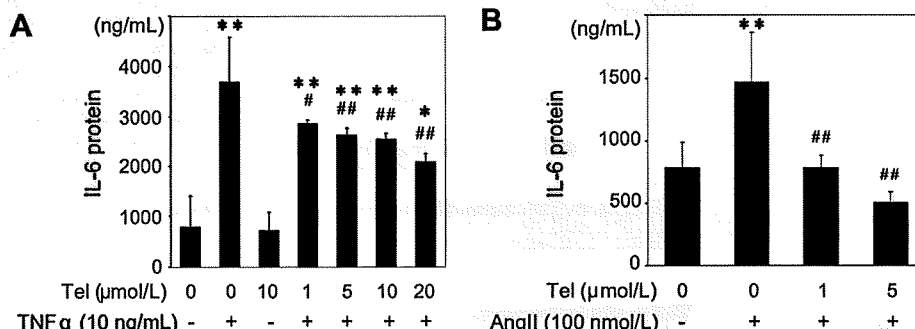 A
(ng/mL)
IL-6 protein
4000
3000
2000
1000
0
**
** #
** ##
** ##
* ##
Tel (µmol/L) 0 0 10 1 5 10 20
TNFα (10 ng/mL) - + - + + + +
B
(ng/mL)
IL-6 protein
1500
1000
500
0
**
##
##
Tel (µmol/L) 0 0 1 5
AngII (100 nmol/L) - + + +